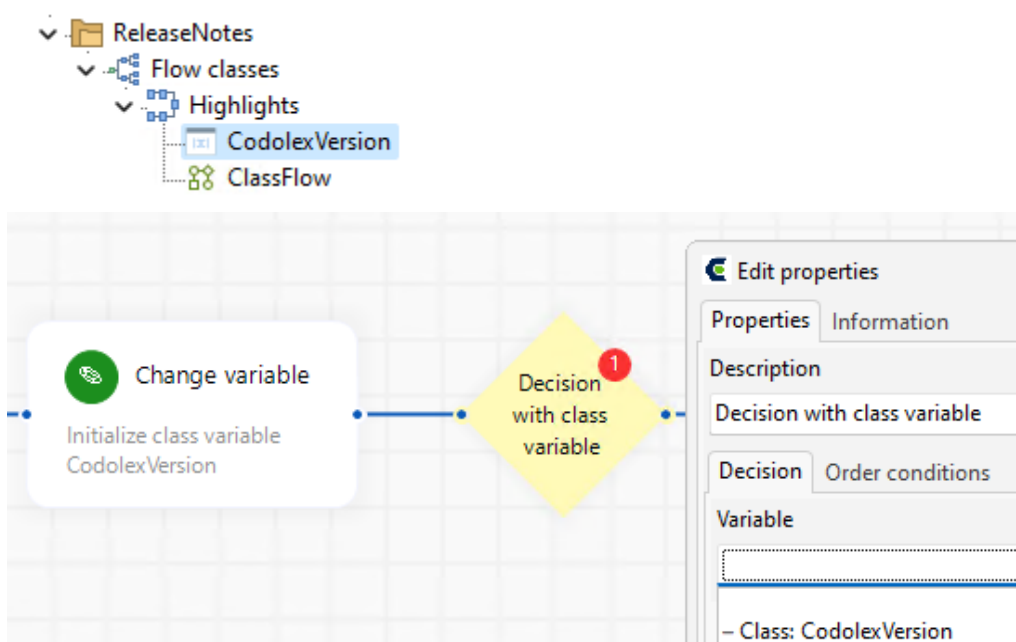 ReleaseNotes
Flow classes
Highlights
CodolexVersion
ClassFlow
Change variable
Initialize class variable
CodolexVersion
1
Decision
with class
variable
Edit properties
Properties Information
Description
Decision with class variable
Decision Order conditions
Variable
– Class: CodolexVersion